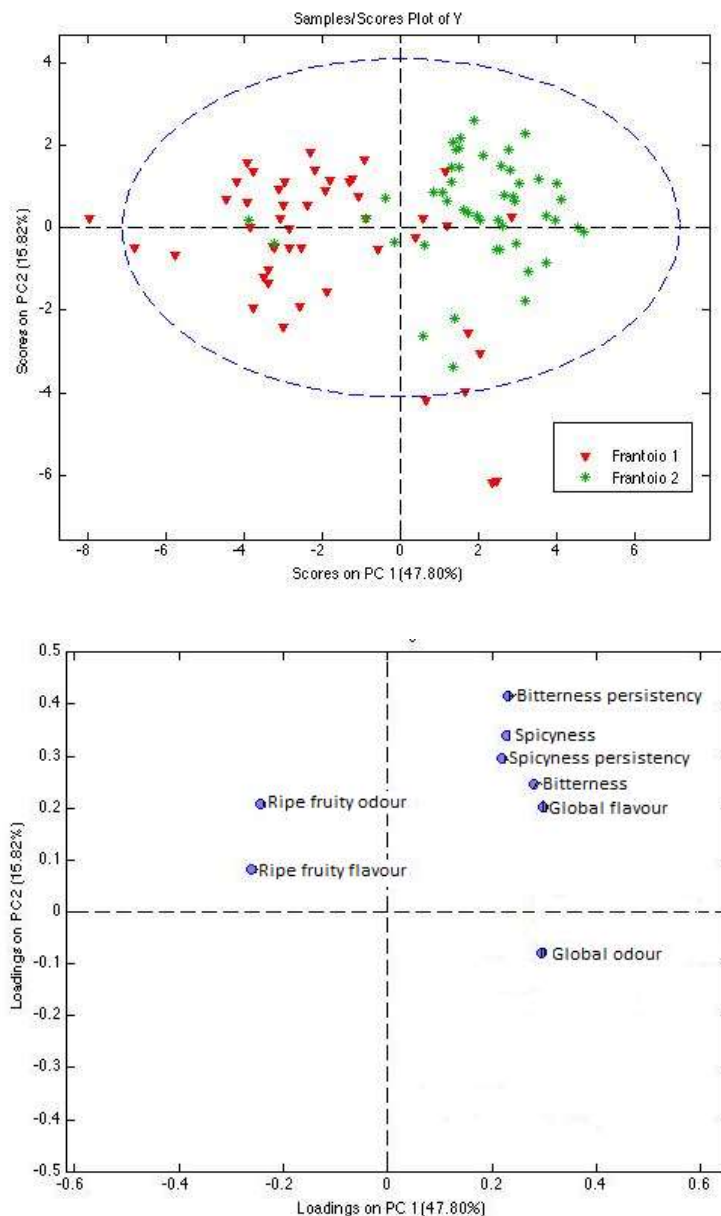 Samples/Scores Plot of Y
4
2
0
-2
-4
-6
Scores on PC2 (15.82%)
Frantoio 1
Frantoio 2
-8
-6
-4
-2
0
2
4
6
Scores on PC 1 (47.80%)
0.5
0.4
0.3
0.2
0.1
0
-0.1
-0.2
-0.3
-0.4
-0.5
Loadings on PC2 (15.82%)
Bitterness persistency
Spicyness
Spicyness persistency
Bitterness
Global flavour
Ripe fruity odour
Ripe fruity flavour
Global odour
-0.6
-0.4
-0.2
0
0.2
0.4
0.6
Loadings on PC 1 (47.80%)